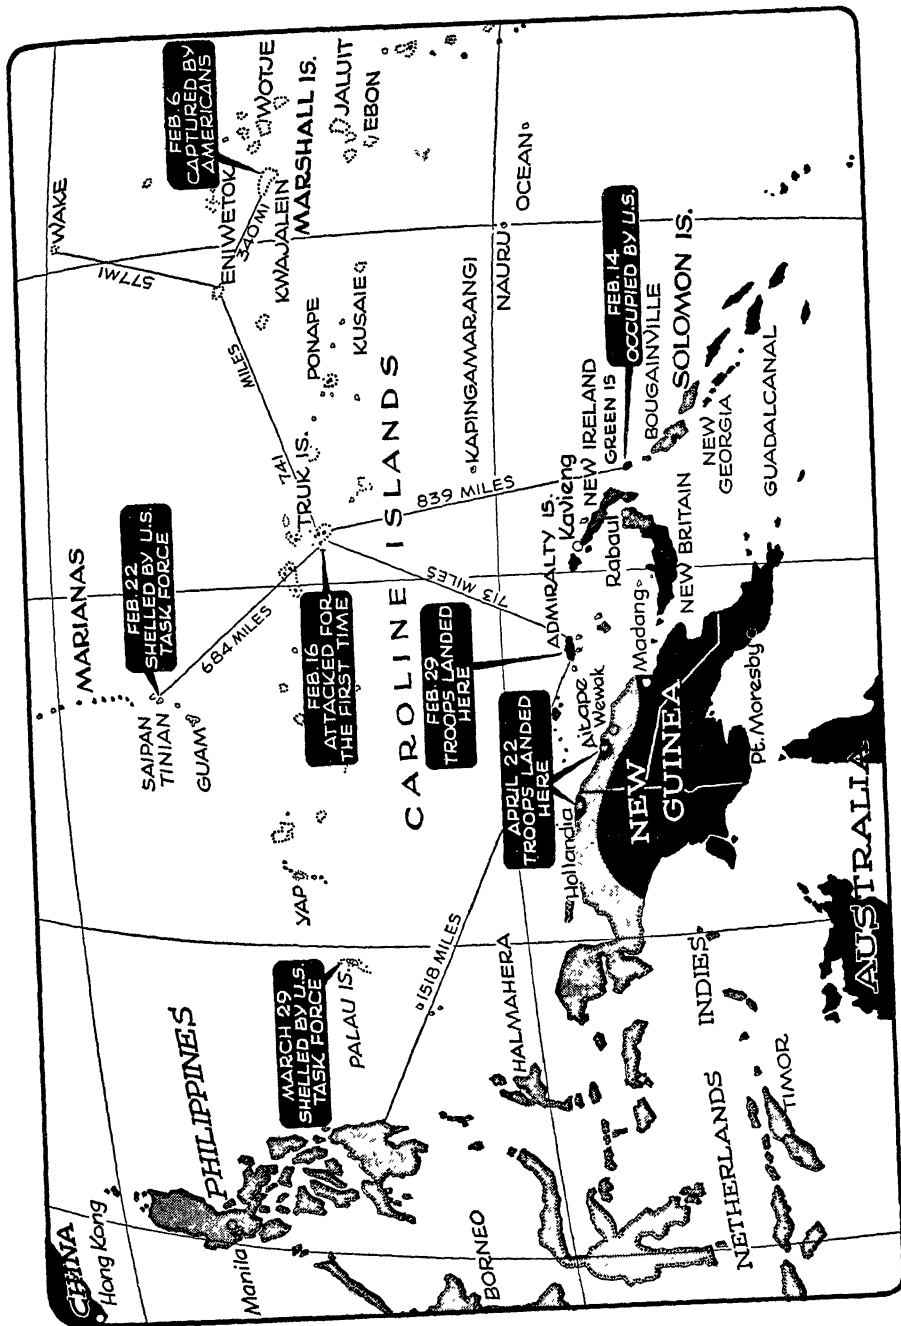 CHINA
Hong Kong
PHILIPPINES
Manila
MARIANAS
SAIPAN
TINIAN
GUAM
FEB. 22
SHELLED BY U.S.
TASK FORCE
WAKE
577MI
ENIWETOK
340MI
FEB. 6
CAPTURED BY
AMERICANS
WOTJE
KWAJALEIN
MARSHALL IS.
JALUIT
EBON
MARCH 29
SHELLED BY U.S.
TASK FORCE
PALAU IS.
YAP
684 MILES
FEB. 16
ATTACKED FOR
THE FIRST TIME
TRUK IS.
741
MILES
PONAPE
KUSAIE
CAROLINE ISLANDS
1518 MILES
FEB. 29
TROOPS LANDED
HERE
713 MILES
839 MILES
KAPINGAMARANGI
NAURU
OCEAN
BORNEO
HALMAHERA
APRIL 22
TROOPS LANDED
HERE
Hollandia
Aitape
Wewak
ADMIRALTY IS.
Kavieng
NEW IRELAND
GREEN IS
FEB. 14
OCCUPIED BY U.S.
Madang
Rabaul
NEW BRITAIN
BOUGAINVILLE
SOLOMON IS.
NEW
GEORGIA
GUADALCANAL
NEW
GUINEA
Pt. Moresby
NETHERLANDS
INDIES
TIMOR
AUSTRALIA